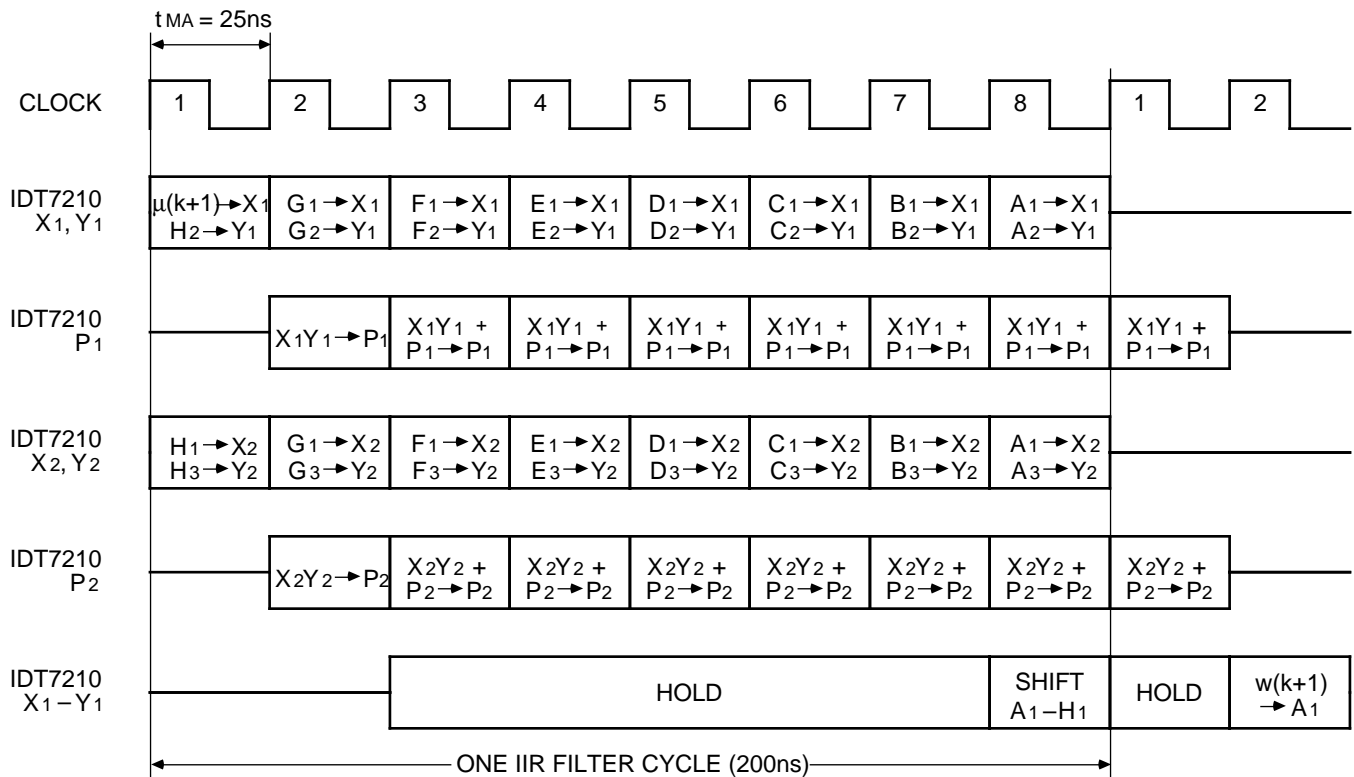 t MA = 25ns
CLOCK 1 2 3 4 5 6 7 8 1 2
IDT7210
X1, Y1
μ(k+1)→X1 G1→X1 F1→X1 E1→X1 D1→X1 C1→X1 B1→X1 A1→X1
H2→Y1 G2→Y1 F2→Y1 E2→Y1 D2→Y1 C2→Y1 B2→Y1 A2→Y1
IDT7210
P1
X1Y1→P1 X1Y1 + X1Y1 + X1Y1 + X1Y1 + X1Y1 + X1Y1 + X1Y1 +
P1→P1 P1→P1 P1→P1 P1→P1 P1→P1 P1→P1 P1→P1
IDT7210
X2, Y2
H1→X2 G1→X2 F1→X2 E1→X2 D1→X2 C1→X2 B1→X2 A1→X2
H3→Y2 G3→Y2 F3→Y2 E3→Y2 D3→Y2 C3→Y2 B3→Y2 A3→Y2
IDT7210
P2
X2Y2→P2 X2Y2 + X2Y2 + X2Y2 + X2Y2 + X2Y2 + X2Y2 + X2Y2 +
P2→P2 P2→P2 P2→P2 P2→P2 P2→P2 P2→P2 P2→P2
IDT7210
X1–Y1
HOLD
SHIFT
A1–H1
HOLD
w(k+1)
→ A1
ONE IIR FILTER CYCLE (200ns)